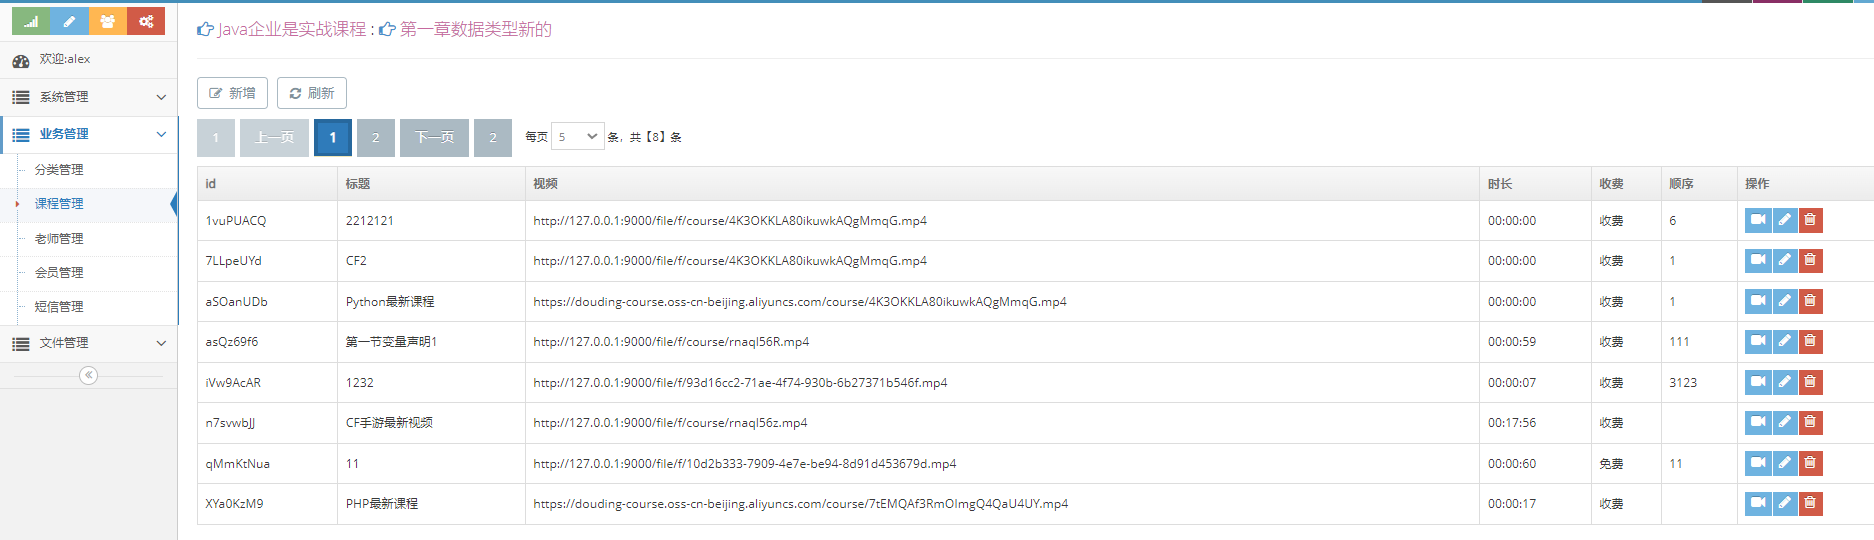 Java企业是实战课程 : 第一章数据类型新的
欢迎:alex
系统管理
业务管理
分类管理
课程管理
老师管理
会员管理
短信管理
文件管理
新增 刷新
1 上一页 1 2 下一页 2 每页 5 条，共【8】条
id 标题 视频 时长 收费 顺序 操作
1vuPUACQ 2212121 http://127.0.0.1:9000/file/f/course/4K3OKKLA80ikuwkAQgMmqG.mp4 00:00:00 收费 6
7LLpeUYd CF2 http://127.0.0.1:9000/file/f/course/4K3OKKLA80ikuwkAQgMmqG.mp4 00:00:00 收费 1
aSOanUDb Python最新课程 https://douding-course.oss-cn-beijing.aliyuncs.com/course/4K3OKKLA80ikuwkAQgMmqG.mp4 00:00:00 收费 1
asQz69f6 第一节变量声明1 http://127.0.0.1:9000/file/f/course/rnaql56R.mp4 00:00:59 收费 111
iVw9AcAR 1232 http://127.0.0.1:9000/file/f/93d16cc2-71ae-4f74-930b-6b27371b546f.mp4 00:00:07 收费 3123
n7svwbJJ CF手游最新视频 http://127.0.0.1:9000/file/f/course/rnaql56z.mp4 00:17:56 收费
qMmKtNua 11 http://127.0.0.1:9000/file/f/10d2b333-7909-4e7e-be94-8d91d453679d.mp4 00:00:60 免费 11
XYa0KzM9 PHP最新课程 https://douding-course.oss-cn-beijing.aliyuncs.com/course/7tEMQAf3RmOImgQ4QaU4UY.mp4 00:00:17 收费